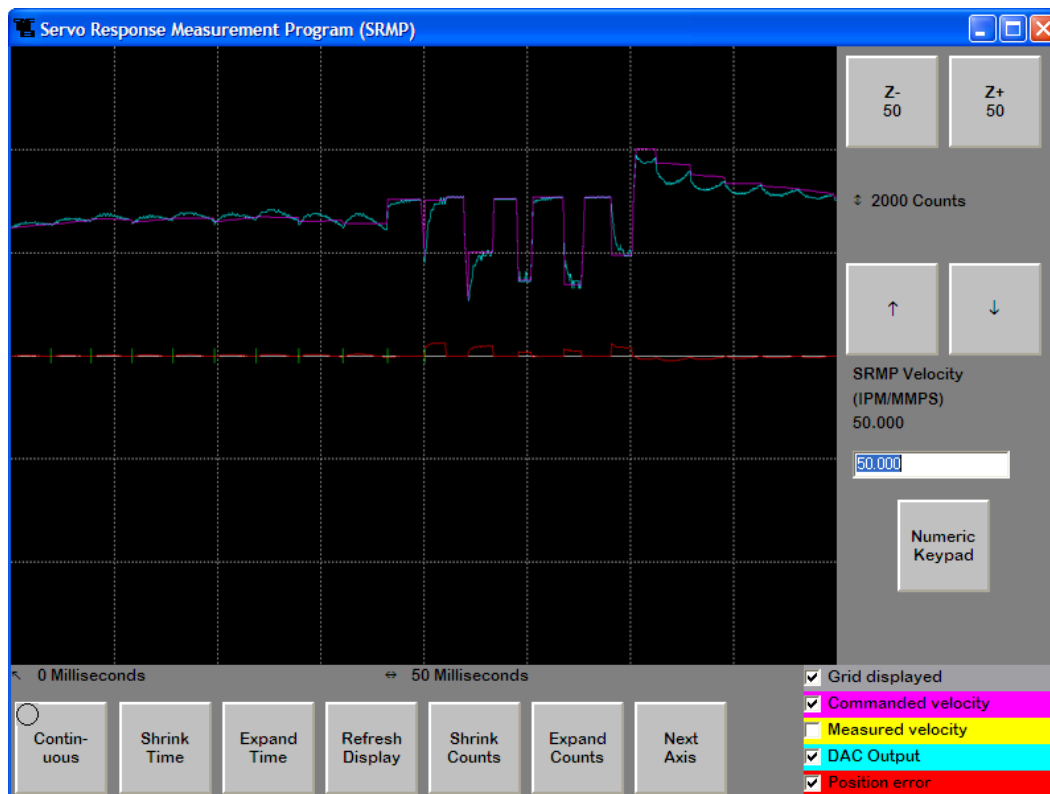 Servo Response Measurement Program (SRMP)
Z-
50
Z+
50
↕ 2000 Counts
↑
↓
SRMP Velocity
(IPM/MMPS)
50.000
50.000
Numeric
Keypad
↖ 0 Milliseconds
⇔ 50 Milliseconds
Contin-
uous
Shrink
Time
Expand
Time
Refresh
Display
Shrink
Counts
Expand
Counts
Next
Axis
Grid displayed
Commanded velocity
Measured velocity
DAC Output
Position error